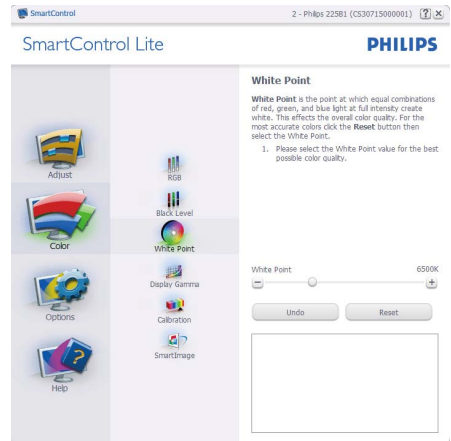 SmartControl
2 - Philips 225B1 (CS30715000001)
SmartControl Lite
PHILIPS
Adjust
Color
Options
Help
RGB
Black Level
White Point
Display Gamma
Calibration
SmartImage
White Point
White Point is the point at which equal combinations
of red, green, and blue light at full intensity create
white. This effects the overall color quality. For the
most accurate colors click the Reset button then
select the White Point.
1. Please select the White Point value for the best
possible color quality.
White Point
6500K
Undo
Reset